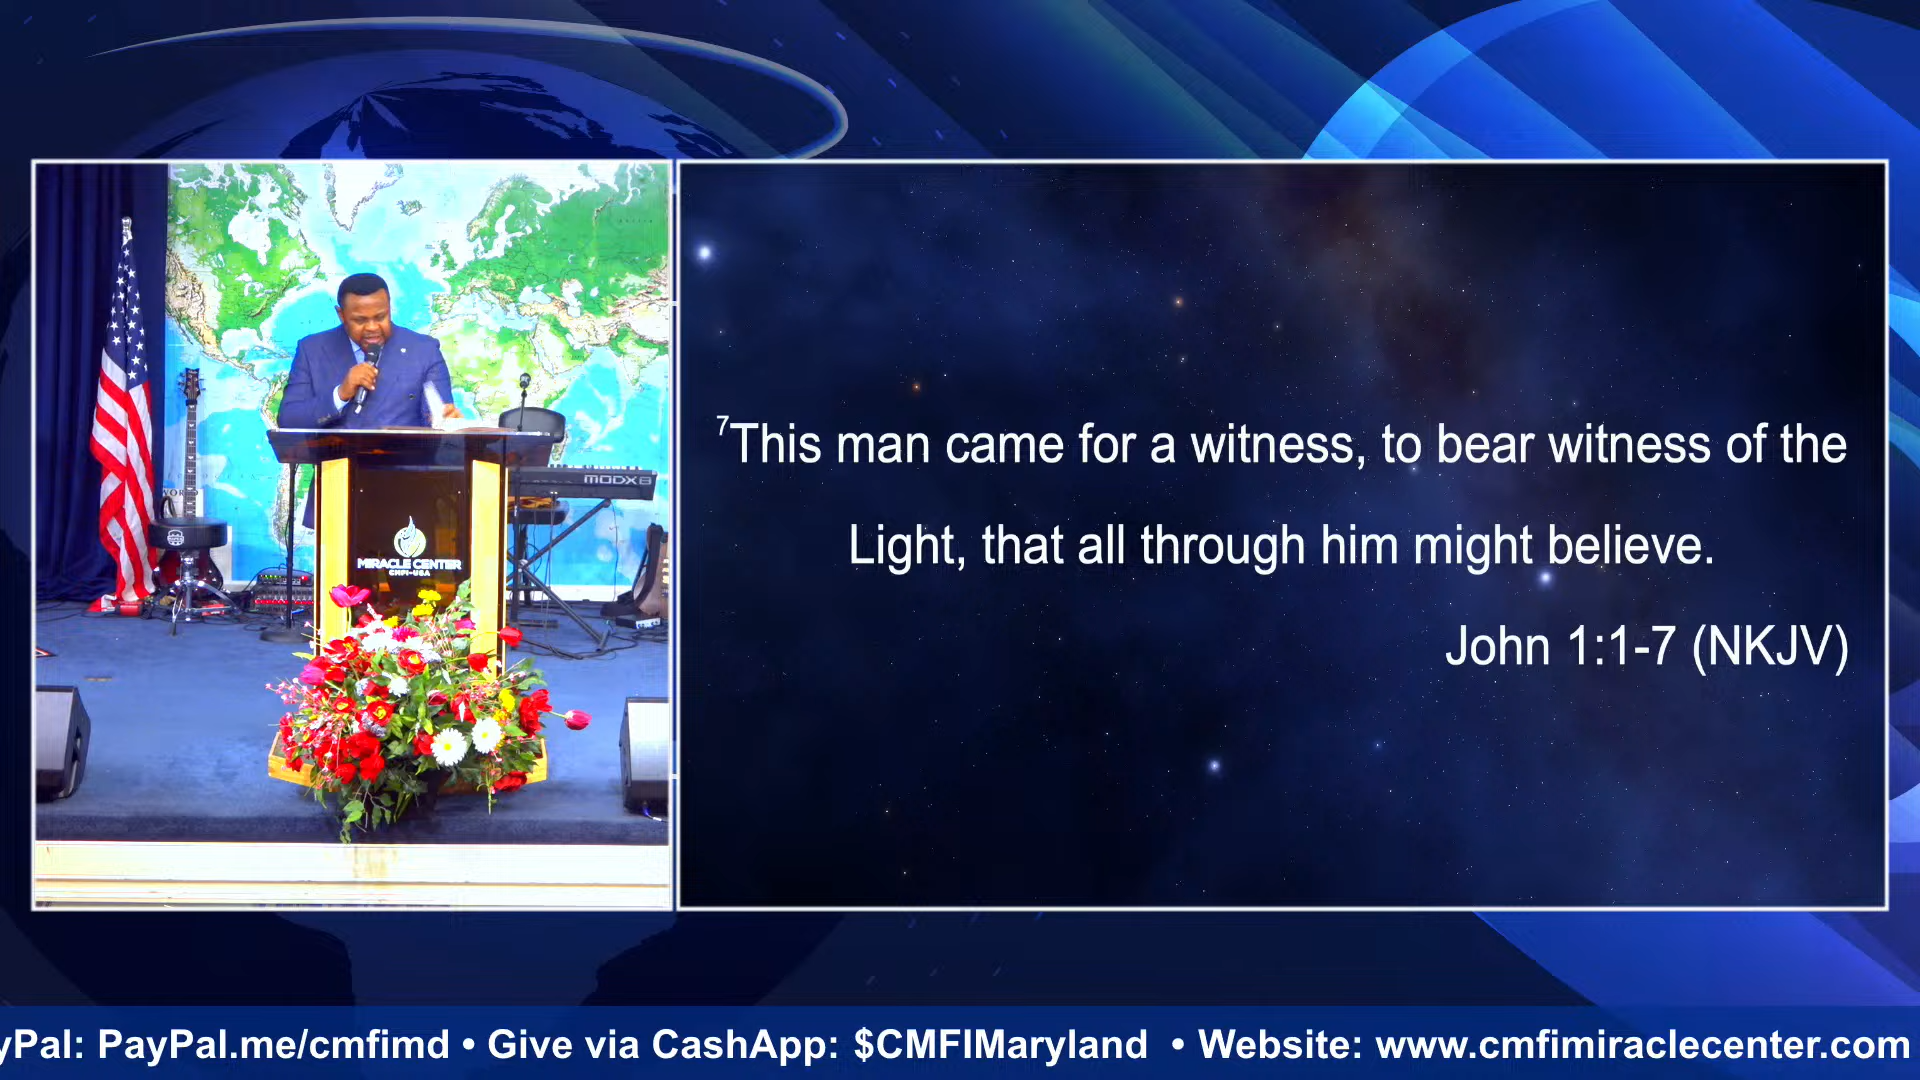 WORLD
MODX8
MIRACLE CENTER
CMFI-USA
7This man came for a witness, to bear witness of the
Light, that all through him might believe.
John 1:1-7 (NKJV)
yPal: PayPal.me/cmfimd • Give via CashApp: $CMFIMaryland • Website: www.cmfimiraclecenter.com